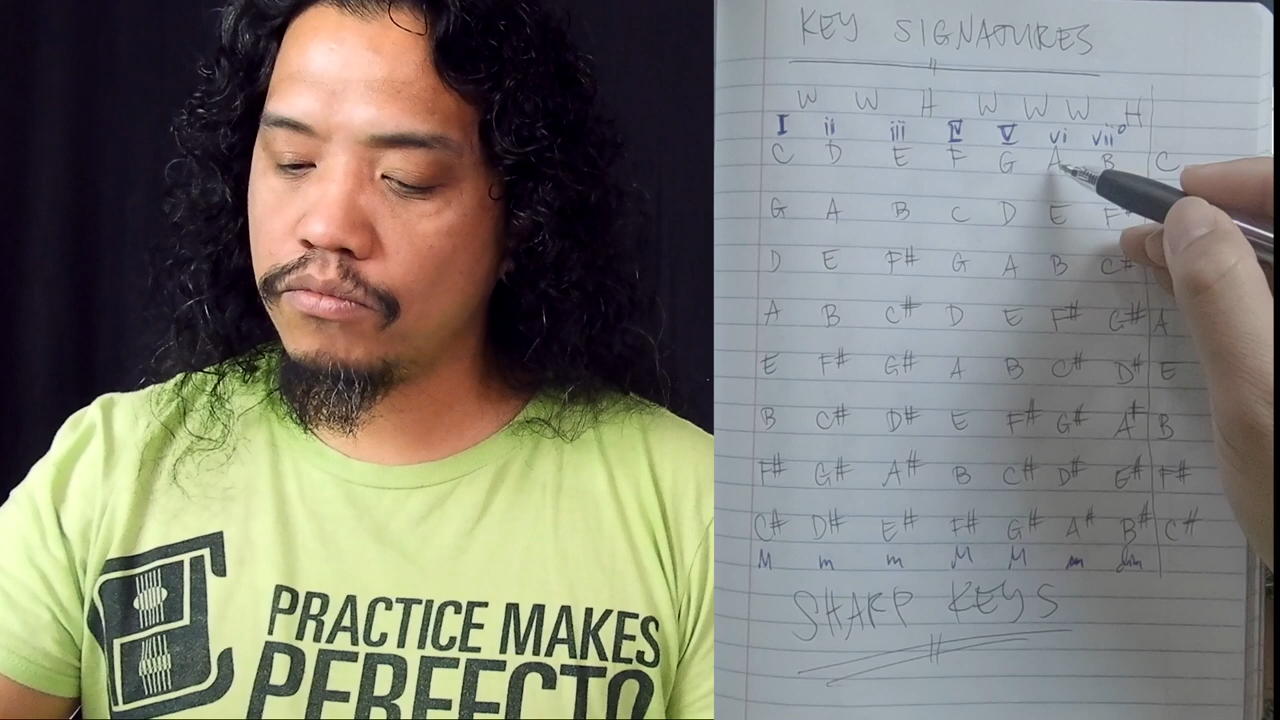 PRACTICE MAKES
PERFECTO
KEY SIGNATURES
W W H W W W H
I ii iii IV V vi vii°
C D E F G A B C
G A B C D E F#
D E F# G A B C#
A B C# D E F# G# A
E F# G# A B C# D# E
B C# D# E F# G# A# B
F# G# A# B C# D# E# F#
C# D# E# F# G# A# B# C#
M m m M M m dim
SHARP KEYS